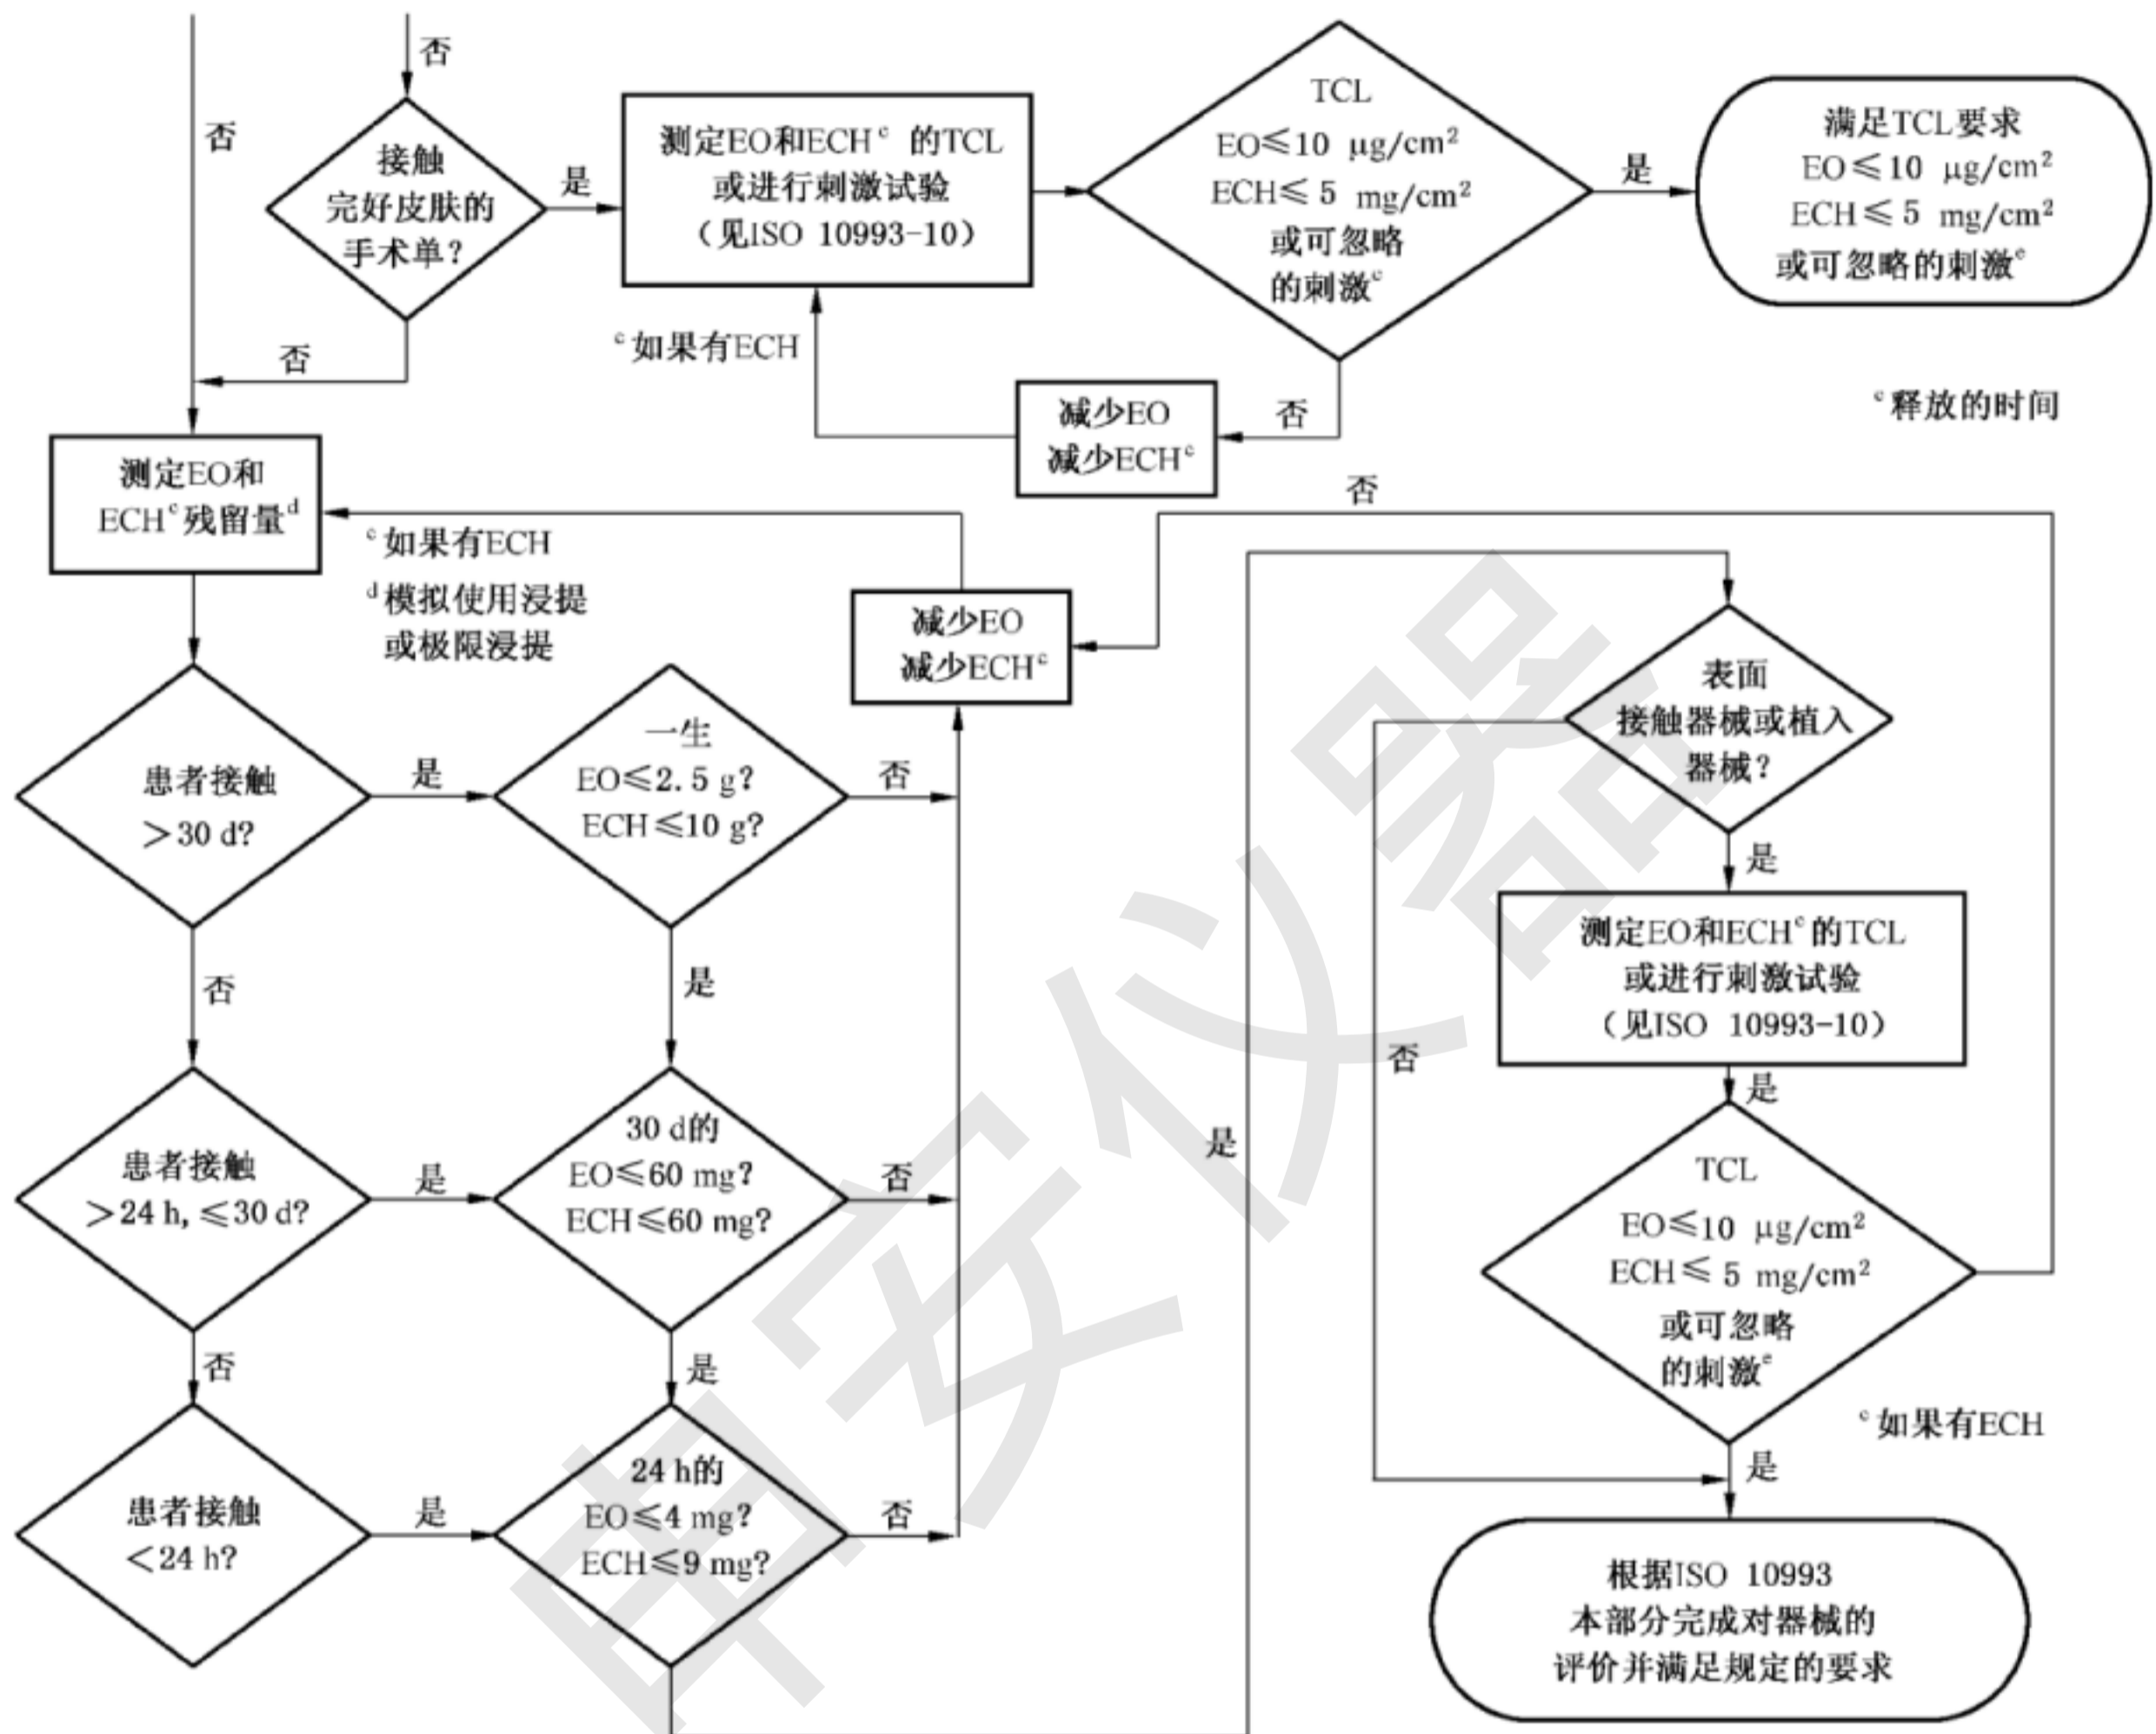 否
否
接触
完好皮肤的
手术单?
是
测定EO和ECHᶜ 的TCL
或进行刺激试验
（见ISO 10993-10）
TCL
EO≤10 μg/cm²
ECH≤ 5 mg/cm²
或可忽略
的刺激ᵉ
是
满足TCL要求
EO≤10 μg/cm²
ECH≤ 5 mg/cm²
或可忽略的刺激ᵉ
否
ᶜ如果有ECH
减少EO
减少ECHᶜ
否
ᵉ释放的时间
测定EO和
ECHᶜ残留量ᵈ
ᶜ如果有ECH
ᵈ模拟使用浸提
或极限浸提
减少EO
减少ECHᶜ
否
患者接触
>30 d?
是
一生
EO≤2.5 g?
ECH≤10 g?
否
表面
接触器械或植入
器械?
是
否
是
测定EO和ECHᶜ的TCL
或进行刺激试验
（见ISO 10993-10）
否
是
患者接触
>24 h, ≤30 d?
是
30 d的
EO≤60 mg?
ECH≤60 mg?
否
是
TCL
EO≤10 μg/cm²
ECH≤ 5 mg/cm²
或可忽略
的刺激ᵉ
否
是
ᶜ如果有ECH
是
患者接触
<24 h?
是
24 h的
EO≤4 mg?
ECH≤9 mg?
否
根据ISO 10993
本部分完成对器械的
评价并满足规定的要求
安仪器